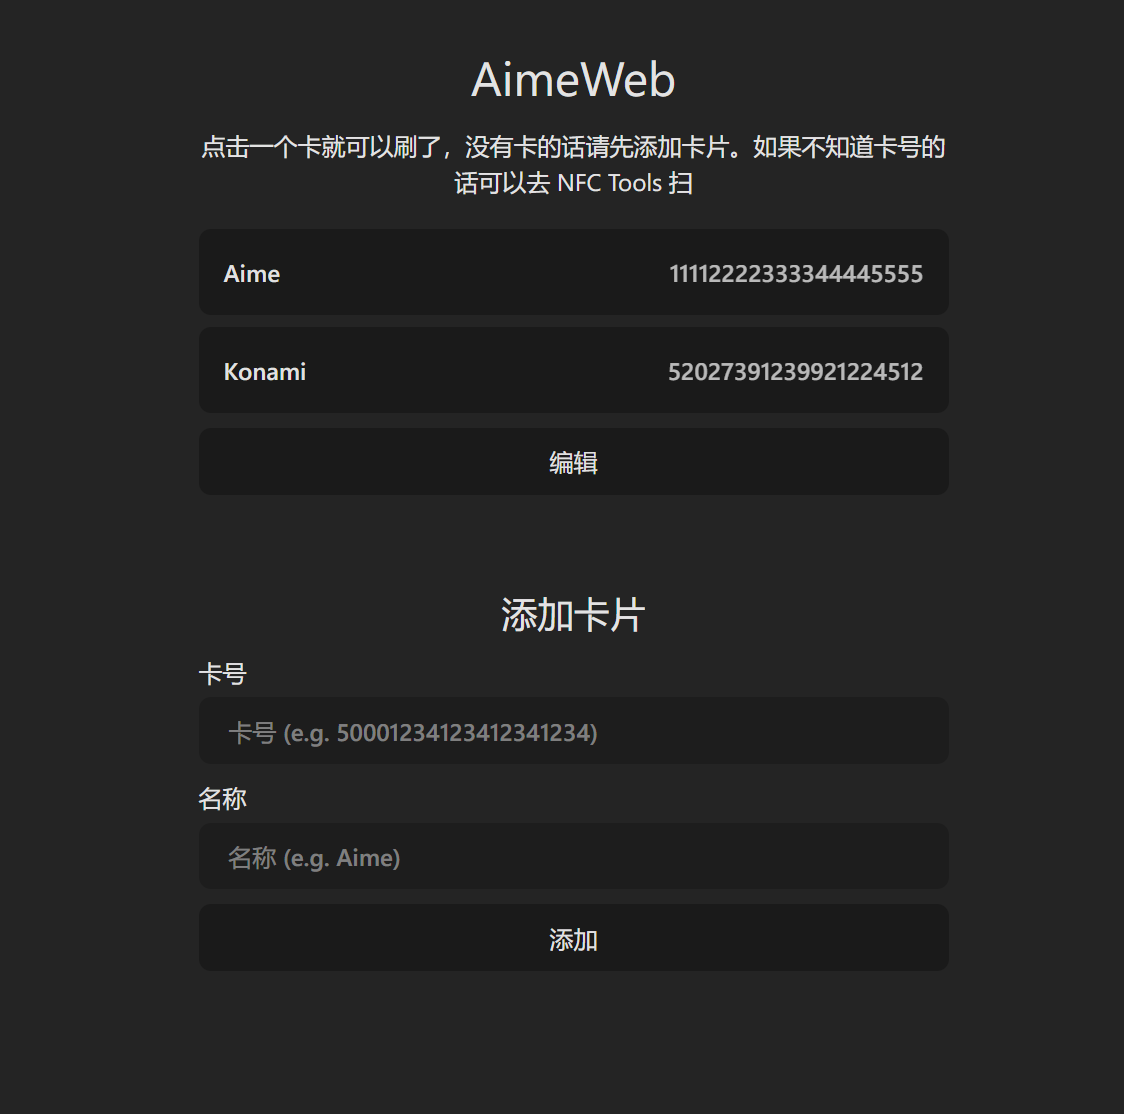 AimeWeb
点击一个卡就可以刷了，没有卡的话请先添加卡片。如果不知道卡号的
话可以去 NFC Tools 扫
Aime 11112222333344445555
Konami 52027391239921224512
编辑
添加卡片
卡号
卡号 (e.g. 50001234123412341234)
名称
名称 (e.g. Aime)
添加